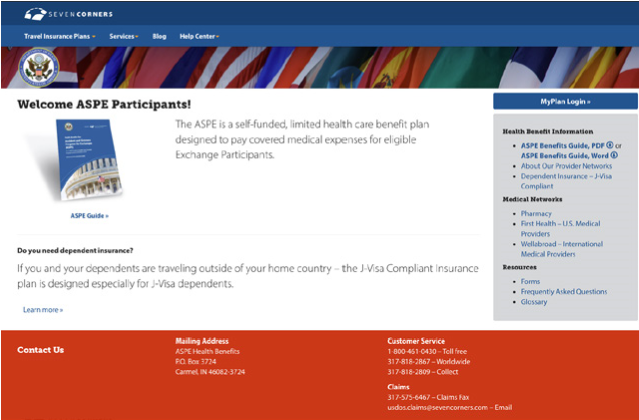 SEVEN CORNERS
Travel Insurance Plans
Services
Blog
Help Center
Welcome ASPE Participants!
The ASPE is a self-funded, limited health care benefit plan
designed to pay covered medical expenses for eligible
Exchange Participants.
ASPE Guide »
Do you need dependent insurance?
If you and your dependents are traveling outside of your home country – the J-Visa Compliant Insurance
plan is designed especially for J-Visa dependents.
Learn more »
MyPlan Login »
Health Benefit Information
• ASPE Benefits Guide, PDF or
ASPE Benefits Guide, Word
• About Our Provider Networks
• Dependent Insurance – J-Visa
Compliant
Medical Networks
• Pharmacy
• First Health – U.S. Medical
Providers
• Wellabroad – International
Medical Providers
Resources
• Forms
• Frequently Asked Questions
• Glossary
Contact Us
Mailing Address
ASPE Health Benefits
P.O. Box 3724
Carmel, IN 46082-3724
Customer Service
1-800-461-0430 – Toll free
317-818-2867 – Worldwide
317-818-2809 – Collect
Claims
317-575-6467 – Claims Fax
usdos.claims@sevencorners.com – Email